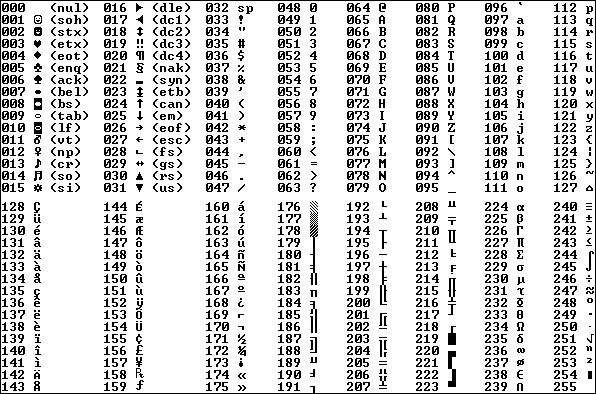 000 (nul) 016 ► (dle) 032 sp 048 0 064 @ 080 P 096 ` 112 p
001 ☺ (soh) 017 ◄ (dc1) 033 ! 049 1 065 A 081 Q 097 a 113 q
002 ☻ (stx) 018 ↕ (dc2) 034 " 050 2 066 B 082 R 098 b 114 r
003 ♥ (etx) 019 ‼ (dc3) 035 # 051 3 067 C 083 S 099 c 115 s
004 ♦ (eot) 020 ¶ (dc4) 036 $ 052 4 068 D 084 T 100 d 116 t
005 ♣ (enq) 021 § (nak) 037 % 053 5 069 E 085 U 101 e 117 u
006 ♠ (ack) 022 ▬ (syn) 038 & 054 6 070 F 086 V 102 f 118 v
007 • (bel) 023 ↨ (etb) 039 ' 055 7 071 G 087 W 103 g 119 w
008 ◘ (bs) 024 ↑ (can) 040 ( 056 8 072 H 088 X 104 h 120 x
009 ○ (tab) 025 ↓ (em) 041 ) 057 9 073 I 089 Y 105 i 121 y
010 ◙ (lf) 026 → (eof) 042 * 058 : 074 J 090 Z 106 j 122 z
011 ♂ (vt) 027 ← (esc) 043 + 059 ; 075 K 091 [ 107 k 123 {
012 ♀ (np) 028 ∟ (fs) 044 , 060 < 076 L 092 \ 108 l 124 |
013 ♪ (cr) 029 ↔ (gs) 045 - 061 = 077 M 093 ] 109 m 125 }
014 ♫ (so) 030 ▲ (rs) 046 . 062 > 078 N 094 ^ 110 n 126 ~
015 ☼ (si) 031 ▼ (us) 047 / 063 ? 079 O 095 _ 111 o 127 ⌂
128 Ç 144 É 160 á 176 ░ 192 └ 208 ╨ 224 α 240 ≡
129 ü 145 æ 161 í 177 ▒ 193 ┴ 209 ╤ 225 β 241 ±
130 é 146 Æ 162 ó 178 ▓ 194 ┬ 210 ╥ 226 Γ 242 ≥
131 â 147 ô 163 ú 179 │ 195 ├ 211 ╙ 227 π 243 ≤
132 ä 148 ö 164 ñ 180 ┤ 196 ─ 212 ╘ 228 Σ 244 ⌠
133 à 149 ò 165 Ñ 181 ╡ 197 ┼ 213 ╒ 229 σ 245 ⌡
134 å 150 û 166 ª 182 ╢ 198 ╞ 214 ╓ 230 µ 246 ÷
135 ç 151 ù 167 º 183 ╖ 199 ╟ 215 ╫ 231 τ 247 ≈
136 ê 152 ÿ 168 ¿ 184 ╕ 200 ╚ 216 ╪ 232 Φ 248 °
137 ë 153 Ö 169 ⌐ 185 ╣ 201 ╔ 217 ┘ 233 Θ 249 ∙
138 è 154 Ü 170 ¬ 186 ║ 202 ╩ 218 ┌ 234 Ω 250 ·
139 ï 155 ¢ 171 ½ 187 ╗ 203 ╦ 219 █ 235 δ 251 √
140 î 156 £ 172 ¼ 188 ╝ 204 ╠ 220 ▄ 236 ∞ 252 ⁿ
141 ì 157 ¥ 173 ¡ 189 ╜ 205 ═ 221 ▌ 237 ø 253 ²
142 Ä 158 ₧ 174 « 190 ╛ 206 ╬ 222 ▐ 238 ε 254 ■
143 Å 159 ƒ 175 » 191 ┐ 207 ╧ 223 ▀ 239 ∩ 255